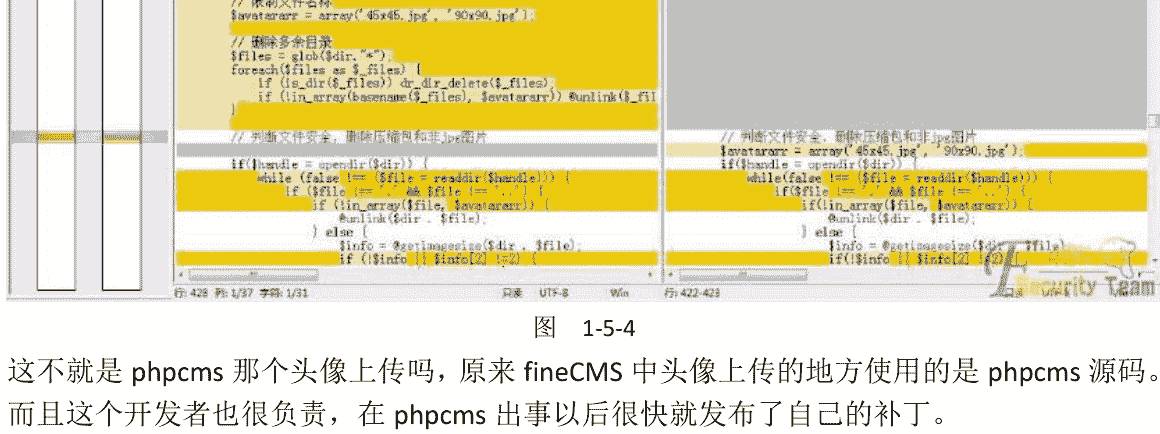 // 限制文件名称
$avatararr = array('45x45.jpg', '90x90.jpg');
// 删除多余目录
$files = glob($dir."*");
foreach($files as $_files) {
if (is_dir($_files)) dr_dir_delete($_files);
if (!in_array(basename($_files), $avatararr)) @unlink($_fil
}
// 判断文件安全，删除压缩包和非jpg图片
if($handle = opendir($dir)) {
while (false !== ($file = readdir($handle))) {
if ($file !== '.' && $file !== '..') {
if (!in_array($file, $avatararr)) {
@unlink($dir . $file);
} else {
$info = @getimagesize($dir . $file);
if (!$info || $info[2] !=2) {
行: 428 列: 1/37 字符: 1/31 只读 UTF-8 Win
// 判断文件安全，删除压缩包和非jpg图片
$avatararr = array('45x45.jpg', '90x90.jpg');
if($handle = opendir($dir)) {
while(false !== ($file = readdir($handle))) {
if($file !== '.' && $file !== '..') {
if(!in_array($file, $avatararr)) {
@unlink($dir . $file);
} else {
$info = @getimagesize($dir . $file)
if(!$info || $info[2] !=2) {
行: 422-423 只读
Security Team
图 1-5-4
这不就是 phpcms 那个头像上传吗，原来 fineCMS 中头像上传的地方使用的是 phpcms 源码。
而且这个开发者也很负责，在 phpcms 出事以后很快就发布了自己的补丁。